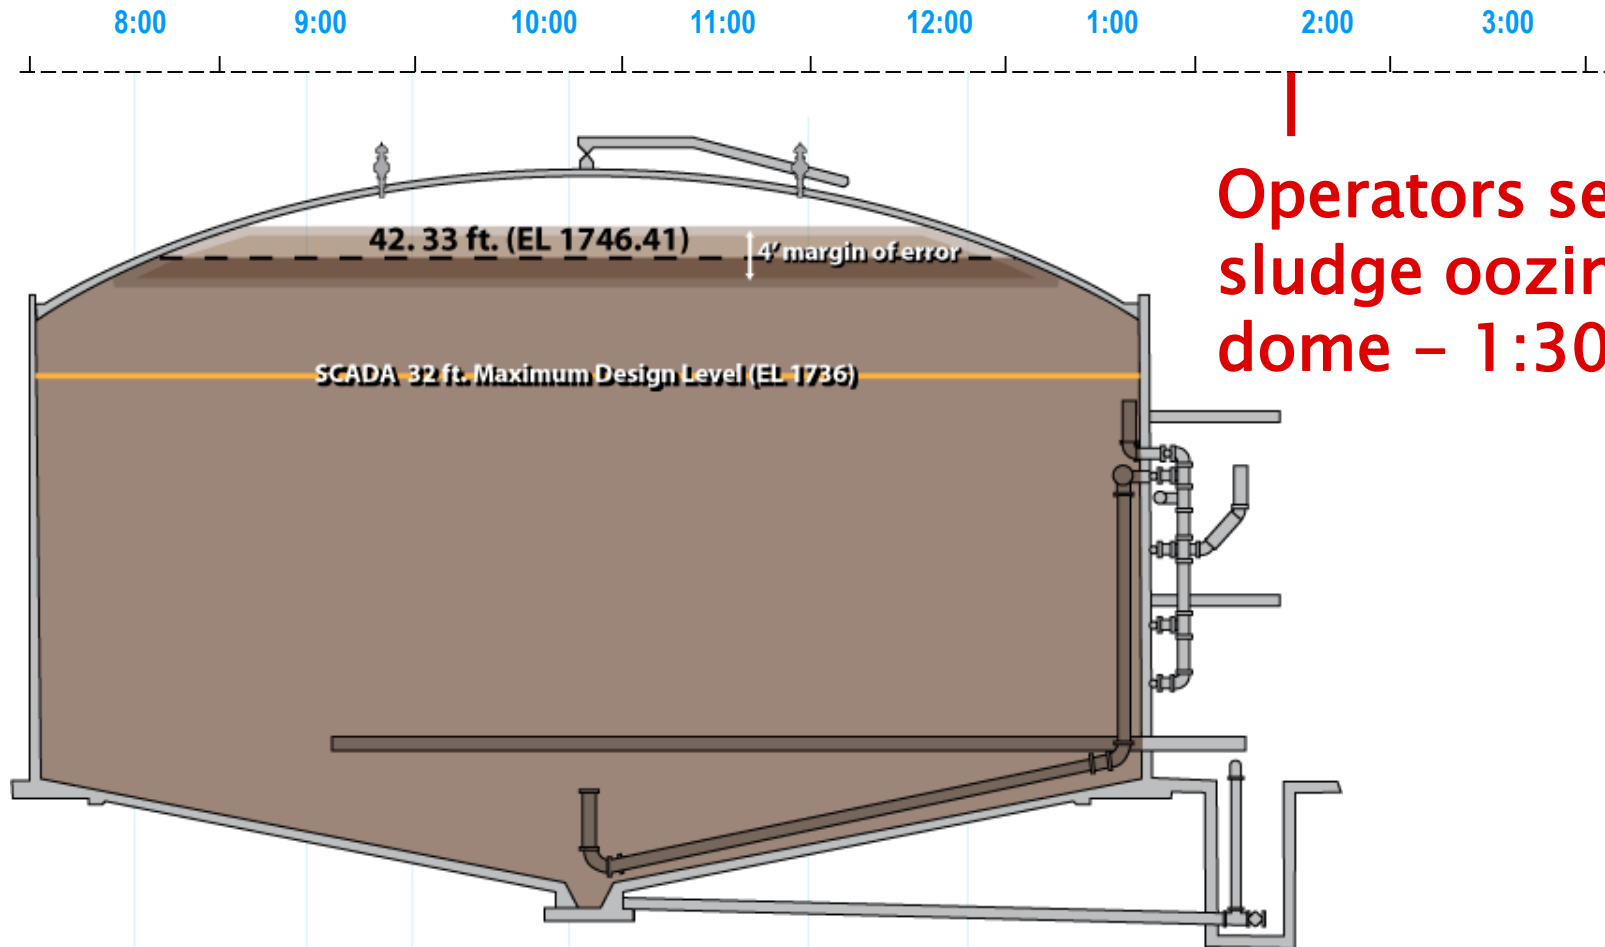 8:00 9:00 10:00 11:00 12:00 1:00 2:00 3:00
Operators se
sludge oozin
dome – 1:30
42. 33 ft. (EL 1746.41)
4' margin of error
SCADA 32 ft. Maximum Design Level (EL 1736)